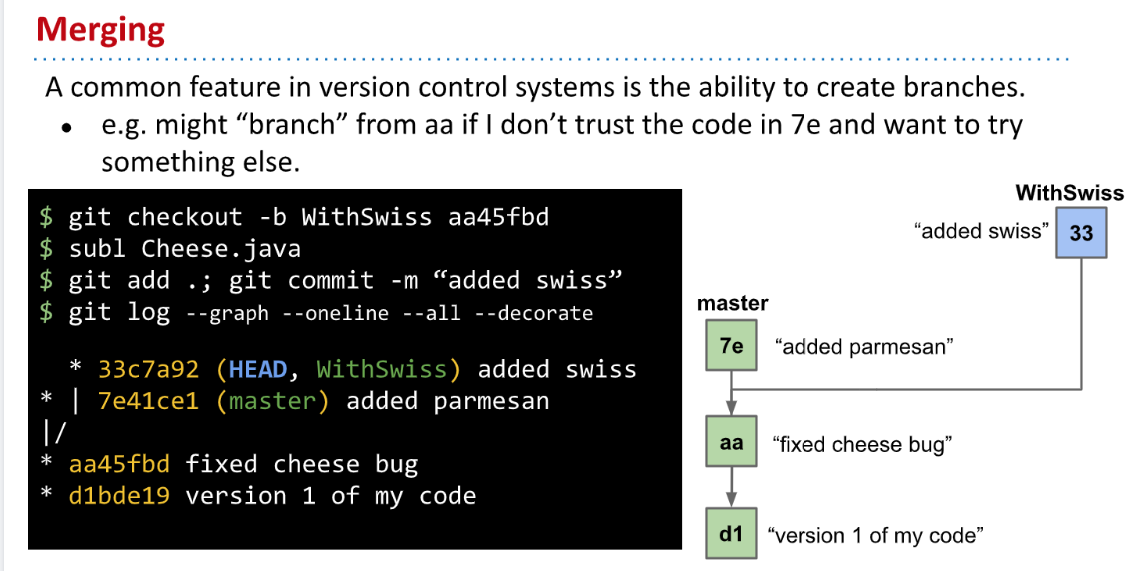 Merging
A common feature in version control systems is the ability to create branches.
● e.g. might “branch” from aa if I don’t trust the code in 7e and want to try
something else.
$ git checkout -b WithSwiss aa45fbd
$ subl Cheese.java
$ git add .; git commit -m “added swiss”
$ git log --graph --oneline --all --decorate
* 33c7a92 (HEAD, WithSwiss) added swiss
* | 7e41ce1 (master) added parmesan
|/
* aa45fbd fixed cheese bug
* d1bde19 version 1 of my code
WithSwiss
“added swiss” 33
master
7e “added parmesan”
aa “fixed cheese bug”
d1 “version 1 of my code”